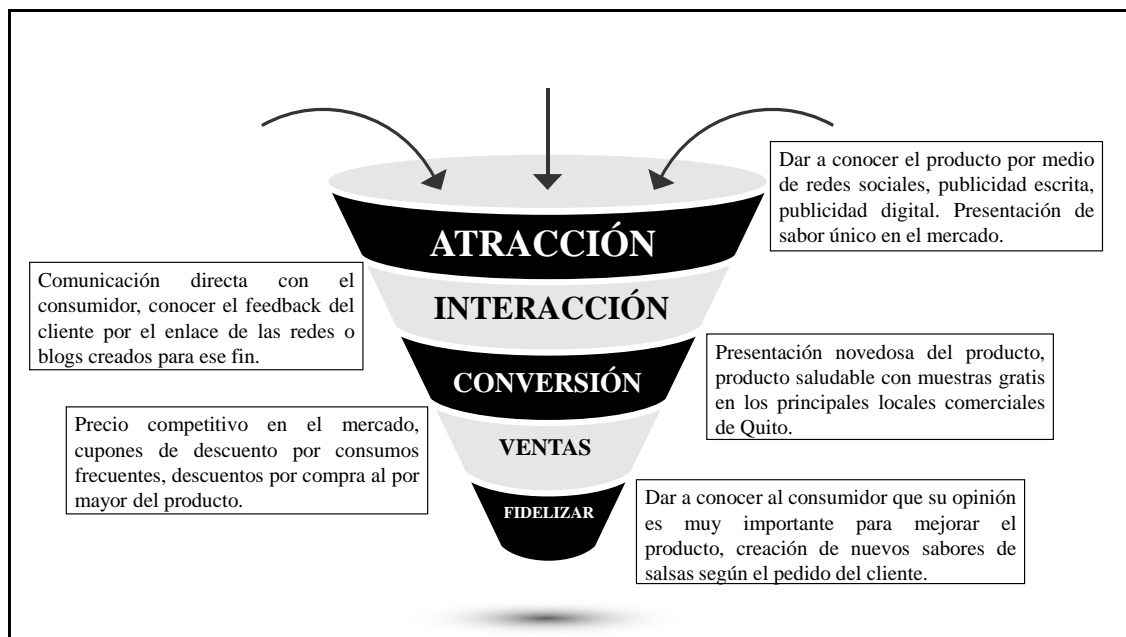 Dar a conocer el producto por medio
de redes sociales, publicidad escrita,
publicidad digital. Presentación de
sabor único en el mercado.
ATRACCIÓN
Comunicación directa con el
consumidor, conocer el feedback del
cliente por el enlace de las redes o
blogs creados para ese fin.
INTERACCIÓN
Presentación novedosa del producto,
producto saludable con muestras gratis
en los principales locales comerciales
de Quito.
CONVERSIÓN
Precio competitivo en el mercado,
cupones de descuento por consumos
frecuentes, descuentos por compra al por
mayor del producto.
VENTAS
FIDELIZAR
Dar a conocer al consumidor que su opinión
es muy importante para mejorar el
producto, creación de nuevos sabores de
salsas según el pedido del cliente.